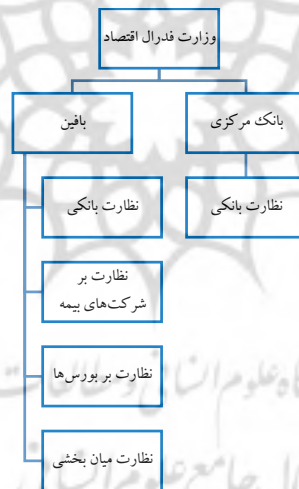 وزارت فدرال اقتصاد
بانک مرکزی
بافین
نظارت بانکی
نظارت بانکی
نظارت بر
شرکت‌های بیمه
نظارت بر بورس‌ها
نظارت میان بخشی